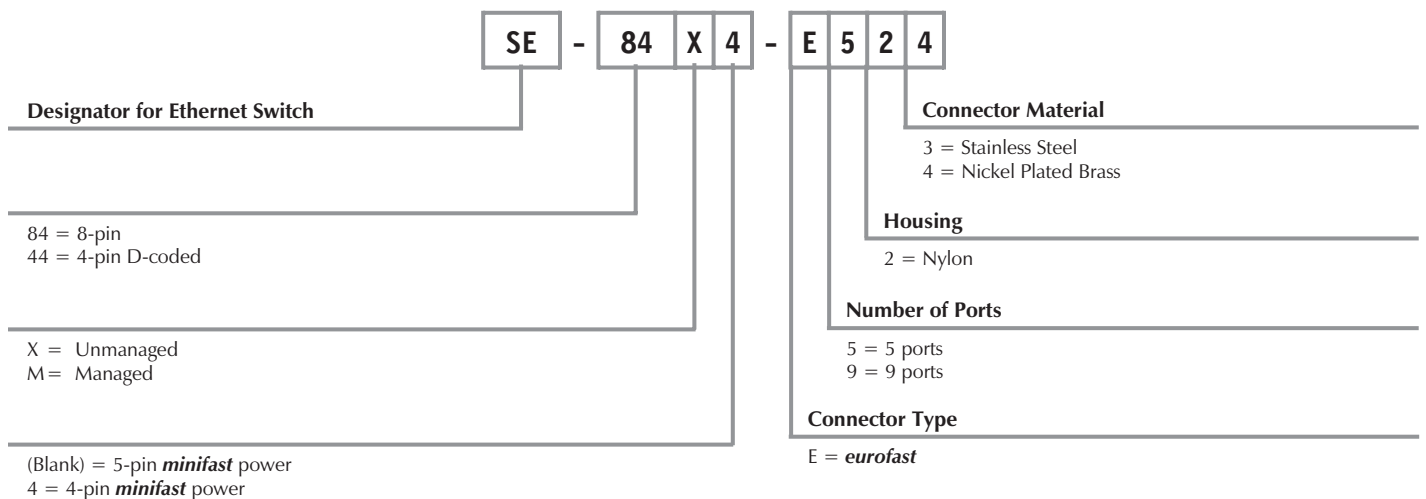 SE - 84 X 4 - E 5 2 4
Designator for Ethernet Switch
84 = 8-pin
44 = 4-pin D-coded
X = Unmanaged
M = Managed
(Blank) = 5-pin minifast power
4 = 4-pin minifast power
Connector Material
3 = Stainless Steel
4 = Nickel Plated Brass
Housing
2 = Nylon
Number of Ports
5 = 5 ports
9 = 9 ports
Connector Type
E = eurofast